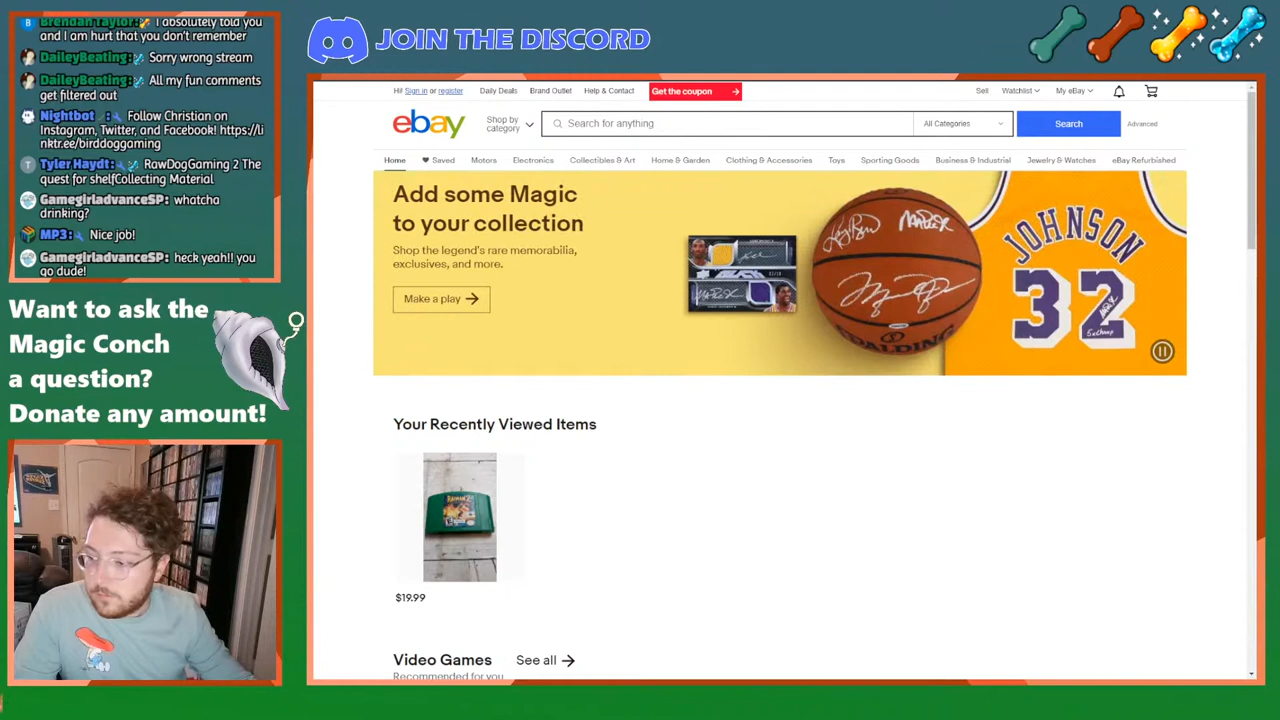 Brendan Taylor: I absolutely told you
and I am hurt that you don't remember
DaileyBeating: Sorry wrong stream
DaileyBeating: All my fun comments
get filtered out
Nightbot : Follow Christian on
Instagram, Twitter, and Facebook! https://li
nktr.ee/birddoggaming
Tyler Haydt: RowDogGaming 2 The
quest for shelfCollecting Material
GamegirladvanceSP: whatcha
drinking?
MP3: Nice job!
GamegirladvanceSP: heck yeah!! you
go dude!
Want to ask the
Magic Conch
a question?
Donate any amount!
JOIN THE DISCORD
Hi! Sign in or register Daily Deals Brand Outlet Help & Contact Get the coupon Sell Watchlist My eBay
ebay Shop by category Search for anything All Categories Search Advanced
Home Saved Motors Electronics Collectibles & Art Home & Garden Clothing & Accessories Toys Sporting Goods Business & Industrial Jewelry & Watches eBay Refurbished
Add some Magic
to your collection
Shop the legend's rare memorabilia,
exclusives, and more.
Make a play
SPALDING
JOHNSON
32
Your Recently Viewed Items
RAYMAN 2
$19.99
Video Games See all
Recommended for you